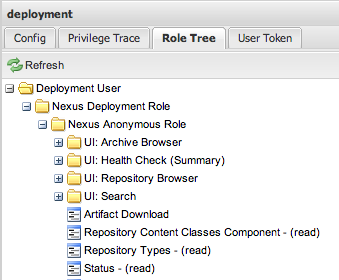 deployment
Config
Privilege Trace
Role Tree
User Token
Refresh
Deployment User
Nexus Deployment Role
Nexus Anonymous Role
UI: Archive Browser
UI: Health Check (Summary)
UI: Repository Browser
UI: Search
Artifact Download
Repository Content Classes Component - (read)
Repository Types - (read)
Status - (read)